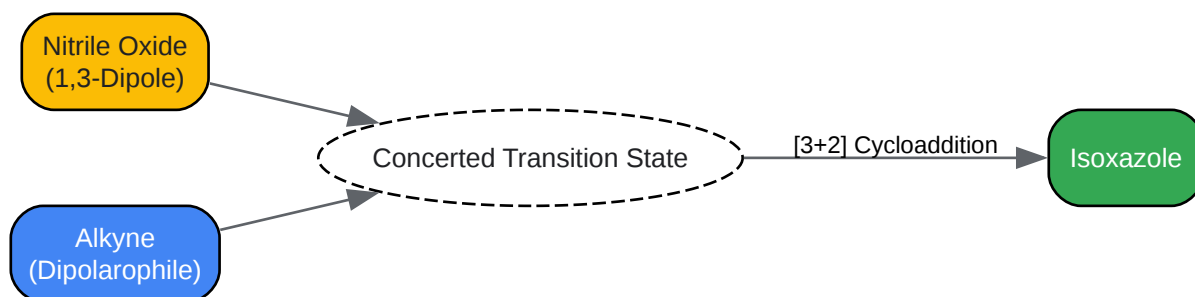 Nitrile Oxide
(1,3-Dipole)
Alkyne
(Dipolarophile)
Concerted Transition State
[3+2] Cycloaddition
Isoxazole